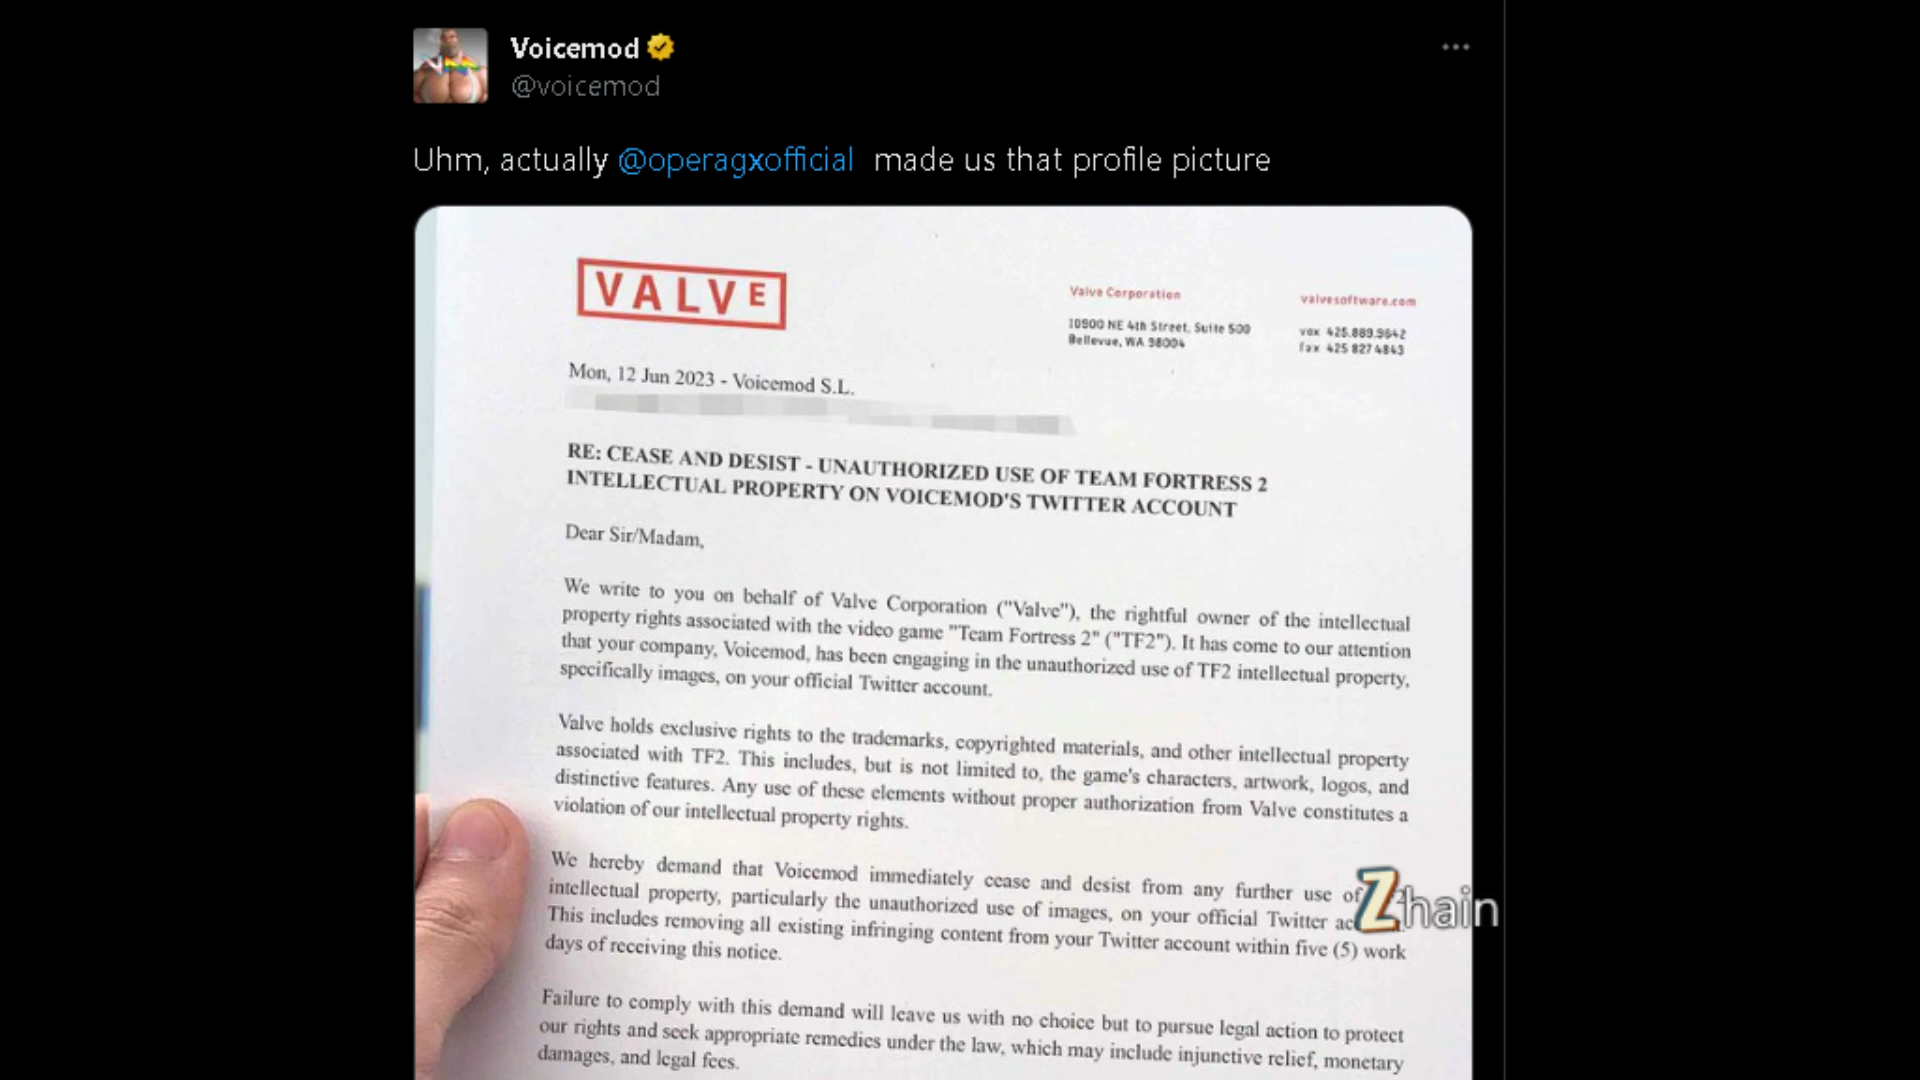 Voicemod
@voicemod
Uhm, actually @operagxofficial made us that profile picture
VALVE
Valve Corporation
10900 NE 4th Street, Suite 500
Bellevue, WA 98004
valvesoftware.com
vox 425.889.9642
fax 425 827 4843
Mon, 12 Jun 2023 - Voicemod S.L.
RE: CEASE AND DESIST - UNAUTHORIZED USE OF TEAM FORTRESS 2
INTELLECTUAL PROPERTY ON VOICEMOD'S TWITTER ACCOUNT
Dear Sir/Madam,
We write to you on behalf of Valve Corporation ("Valve"), the rightful owner of the intellectual
property rights associated with the video game "Team Fortress 2" ("TF2"). It has come to our attention
that your company, Voicemod, has been engaging in the unauthorized use of TF2 intellectual property,
specifically images, on your official Twitter account.
Valve holds exclusive rights to the trademarks, copyrighted materials, and other intellectual property
associated with TF2. This includes, but is not limited to, the game's characters, artwork, logos, and
distinctive features. Any use of these elements without proper authorization from Valve constitutes a
violation of our intellectual property rights.
We hereby demand that Voicemod immediately cease and desist from any further use of
intellectual property, particularly the unauthorized use of images, on your official Twitter
This includes removing all existing infringing content from your Twitter account within five (5) work
days of receiving this notice.
Failure to comply with this demand will leave us with no choice but to pursue legal action to protect
our rights and seek appropriate remedies under the law, which may include injunctive relief, monetary
damages, and legal fees.
Zhain